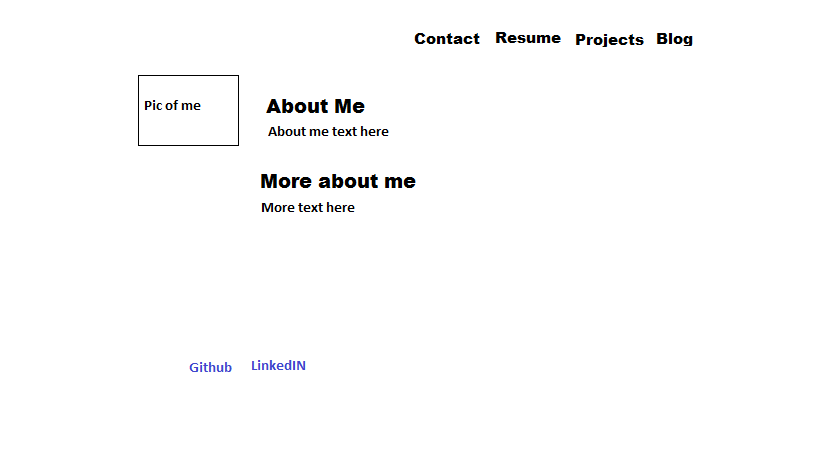 Contact Resume Projects Blog
Pic of me
About Me
About me text here
More about me
More text here
Github LinkedIN